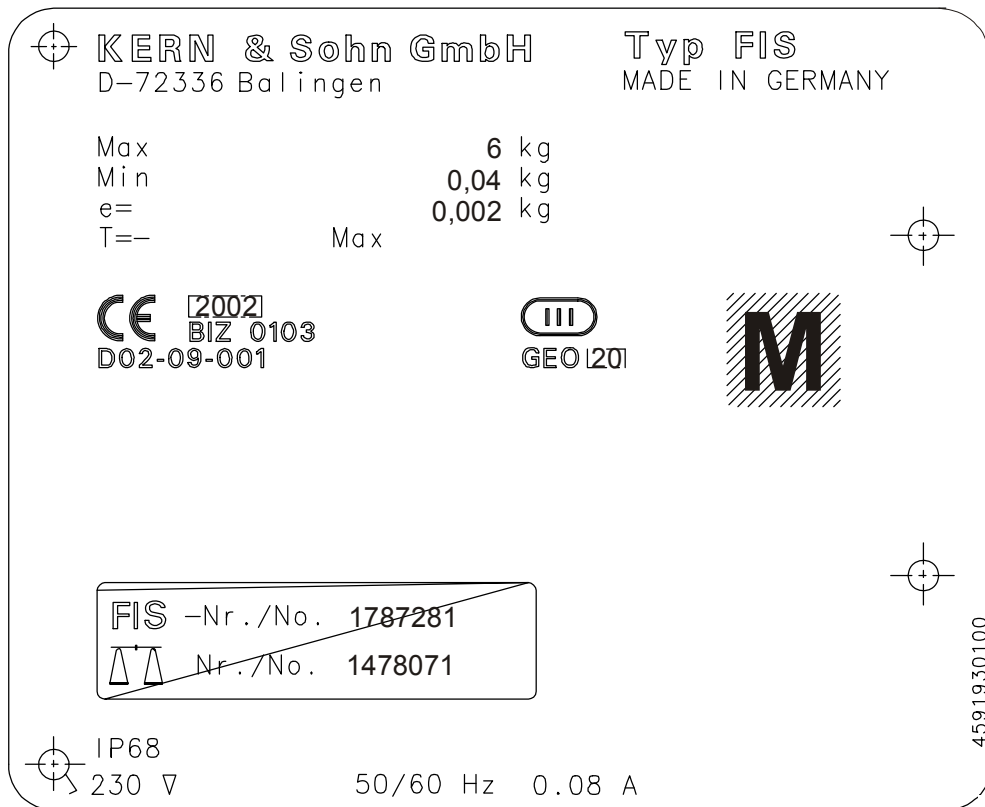 KERN & Sohn GmbH
Typ FIS
D-72336 Balingen
MADE IN GERMANY
Max 6 kg
Min 0,04 kg
e= 0,002 kg
T=- Max
CE 2002
BIZ 0103
D02-09-001
III
GEO 20
M
FIS -Nr./No. 1787281
Nr./No. 1478071
4591930100
IP68
230 V 50/60 Hz 0.08 A